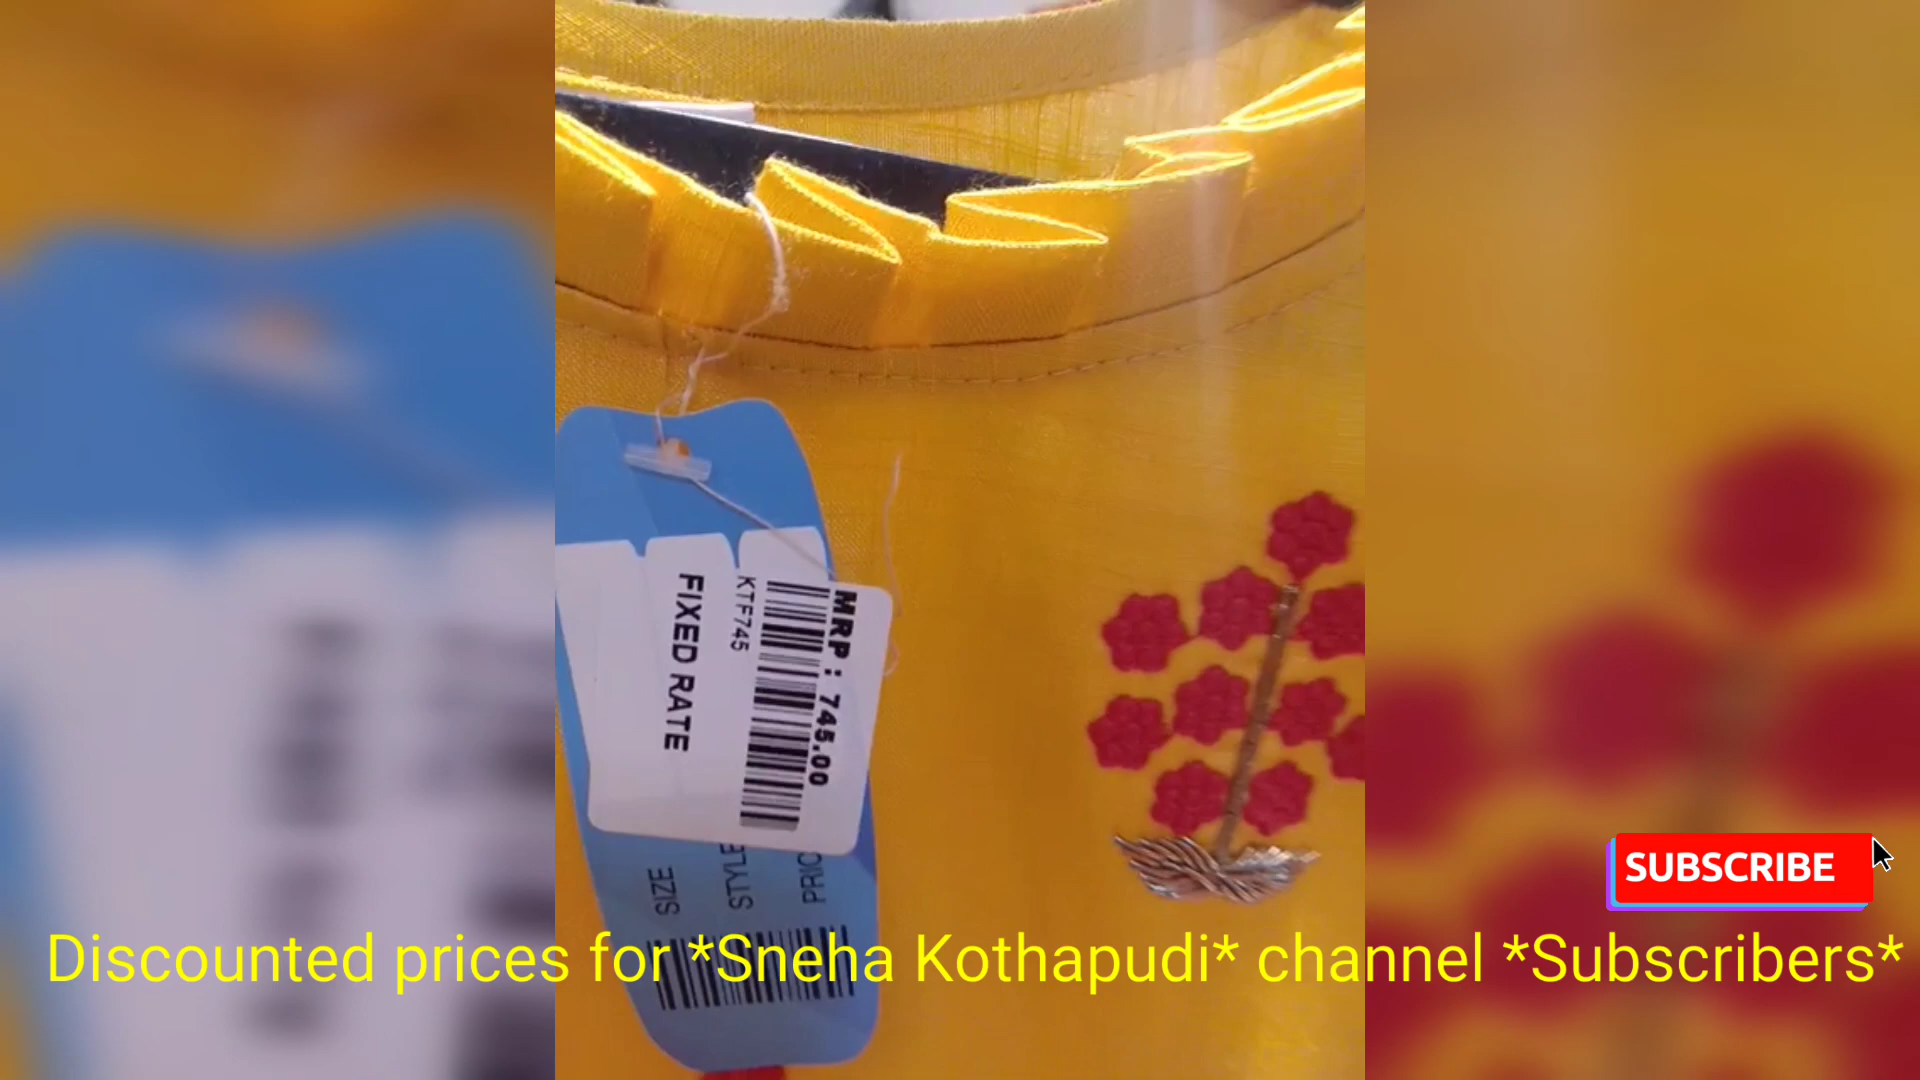 MRP : 745.00
KTF745
FIXED RATE
SIZE
STYLE
PRIC
SUBSCRIBE
Discounted prices for *Sneha Kothapudi* channel *Subscribers*